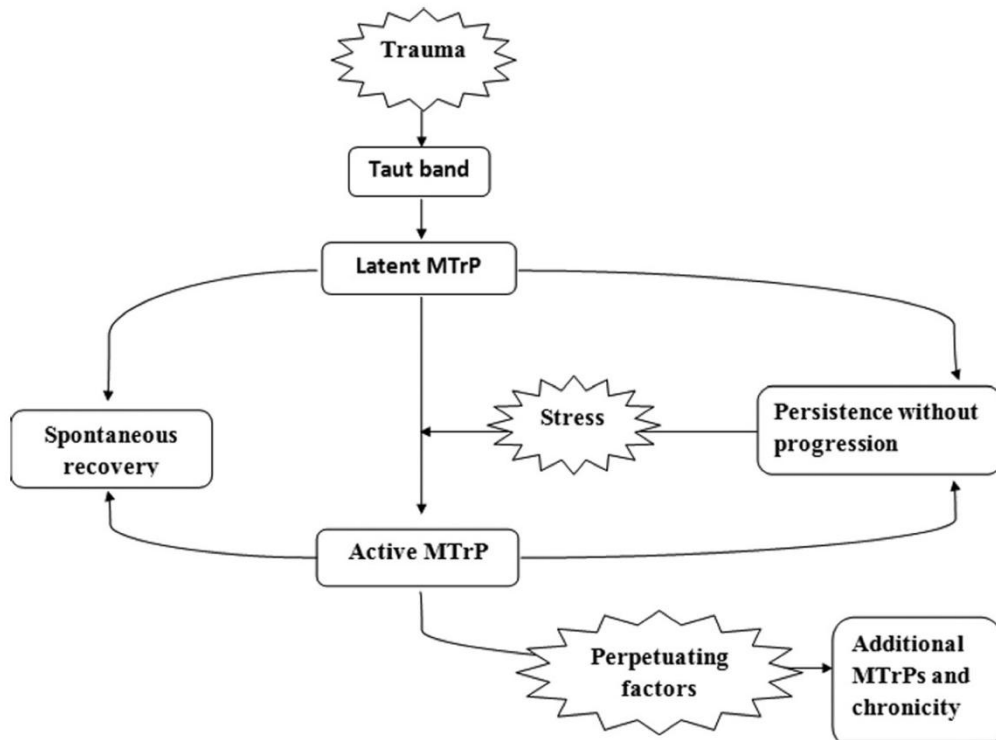 Trauma
Taut band
Latent MTrP
Stress
Persistence without
progression
Spontaneous
recovery
Active MTrP
Perpetuating
factors
Additional
MTrPs and
chronicity